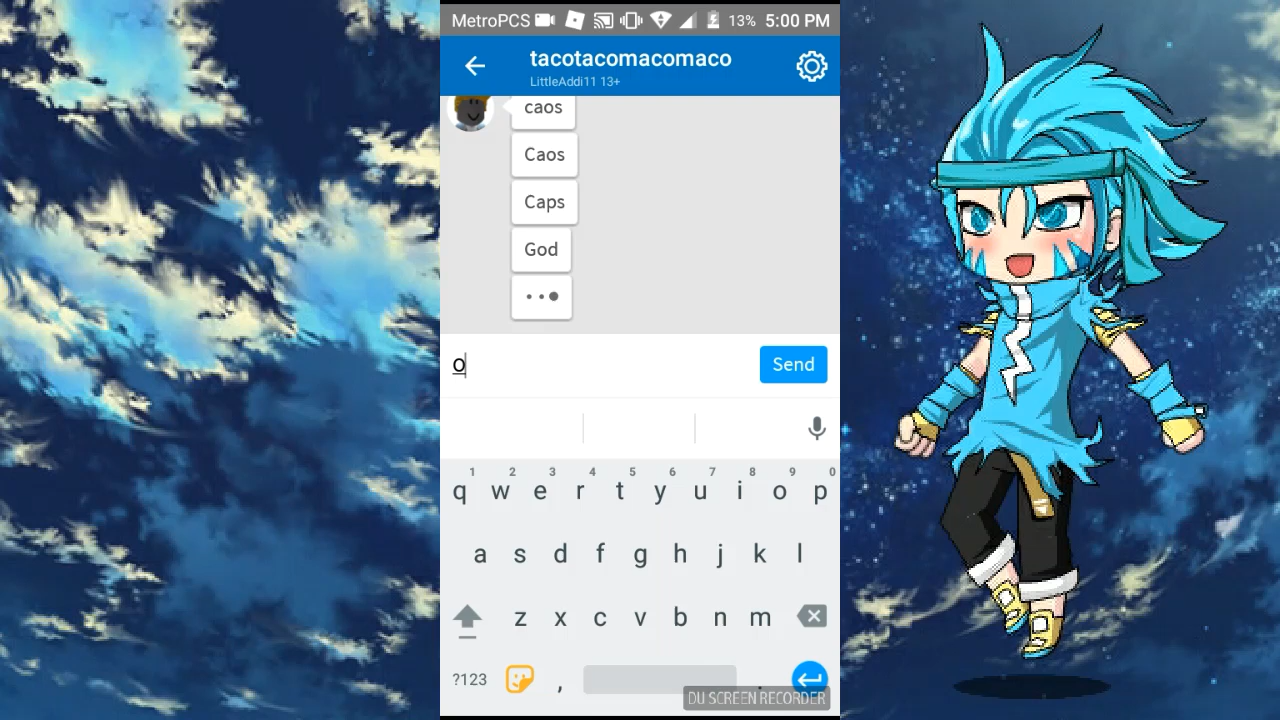 MetroPCS 13% 5:00 PM
tacotacomacomaco
LittleAddi11 13+
caos
Caos
Caps
God
O
Send
1 2 3 4 5 6 7 8 9 0
q w e r t y u i o p
a s d f g h j k l
z x c v b n m
?123 , .
DU SCREEN RECORDER